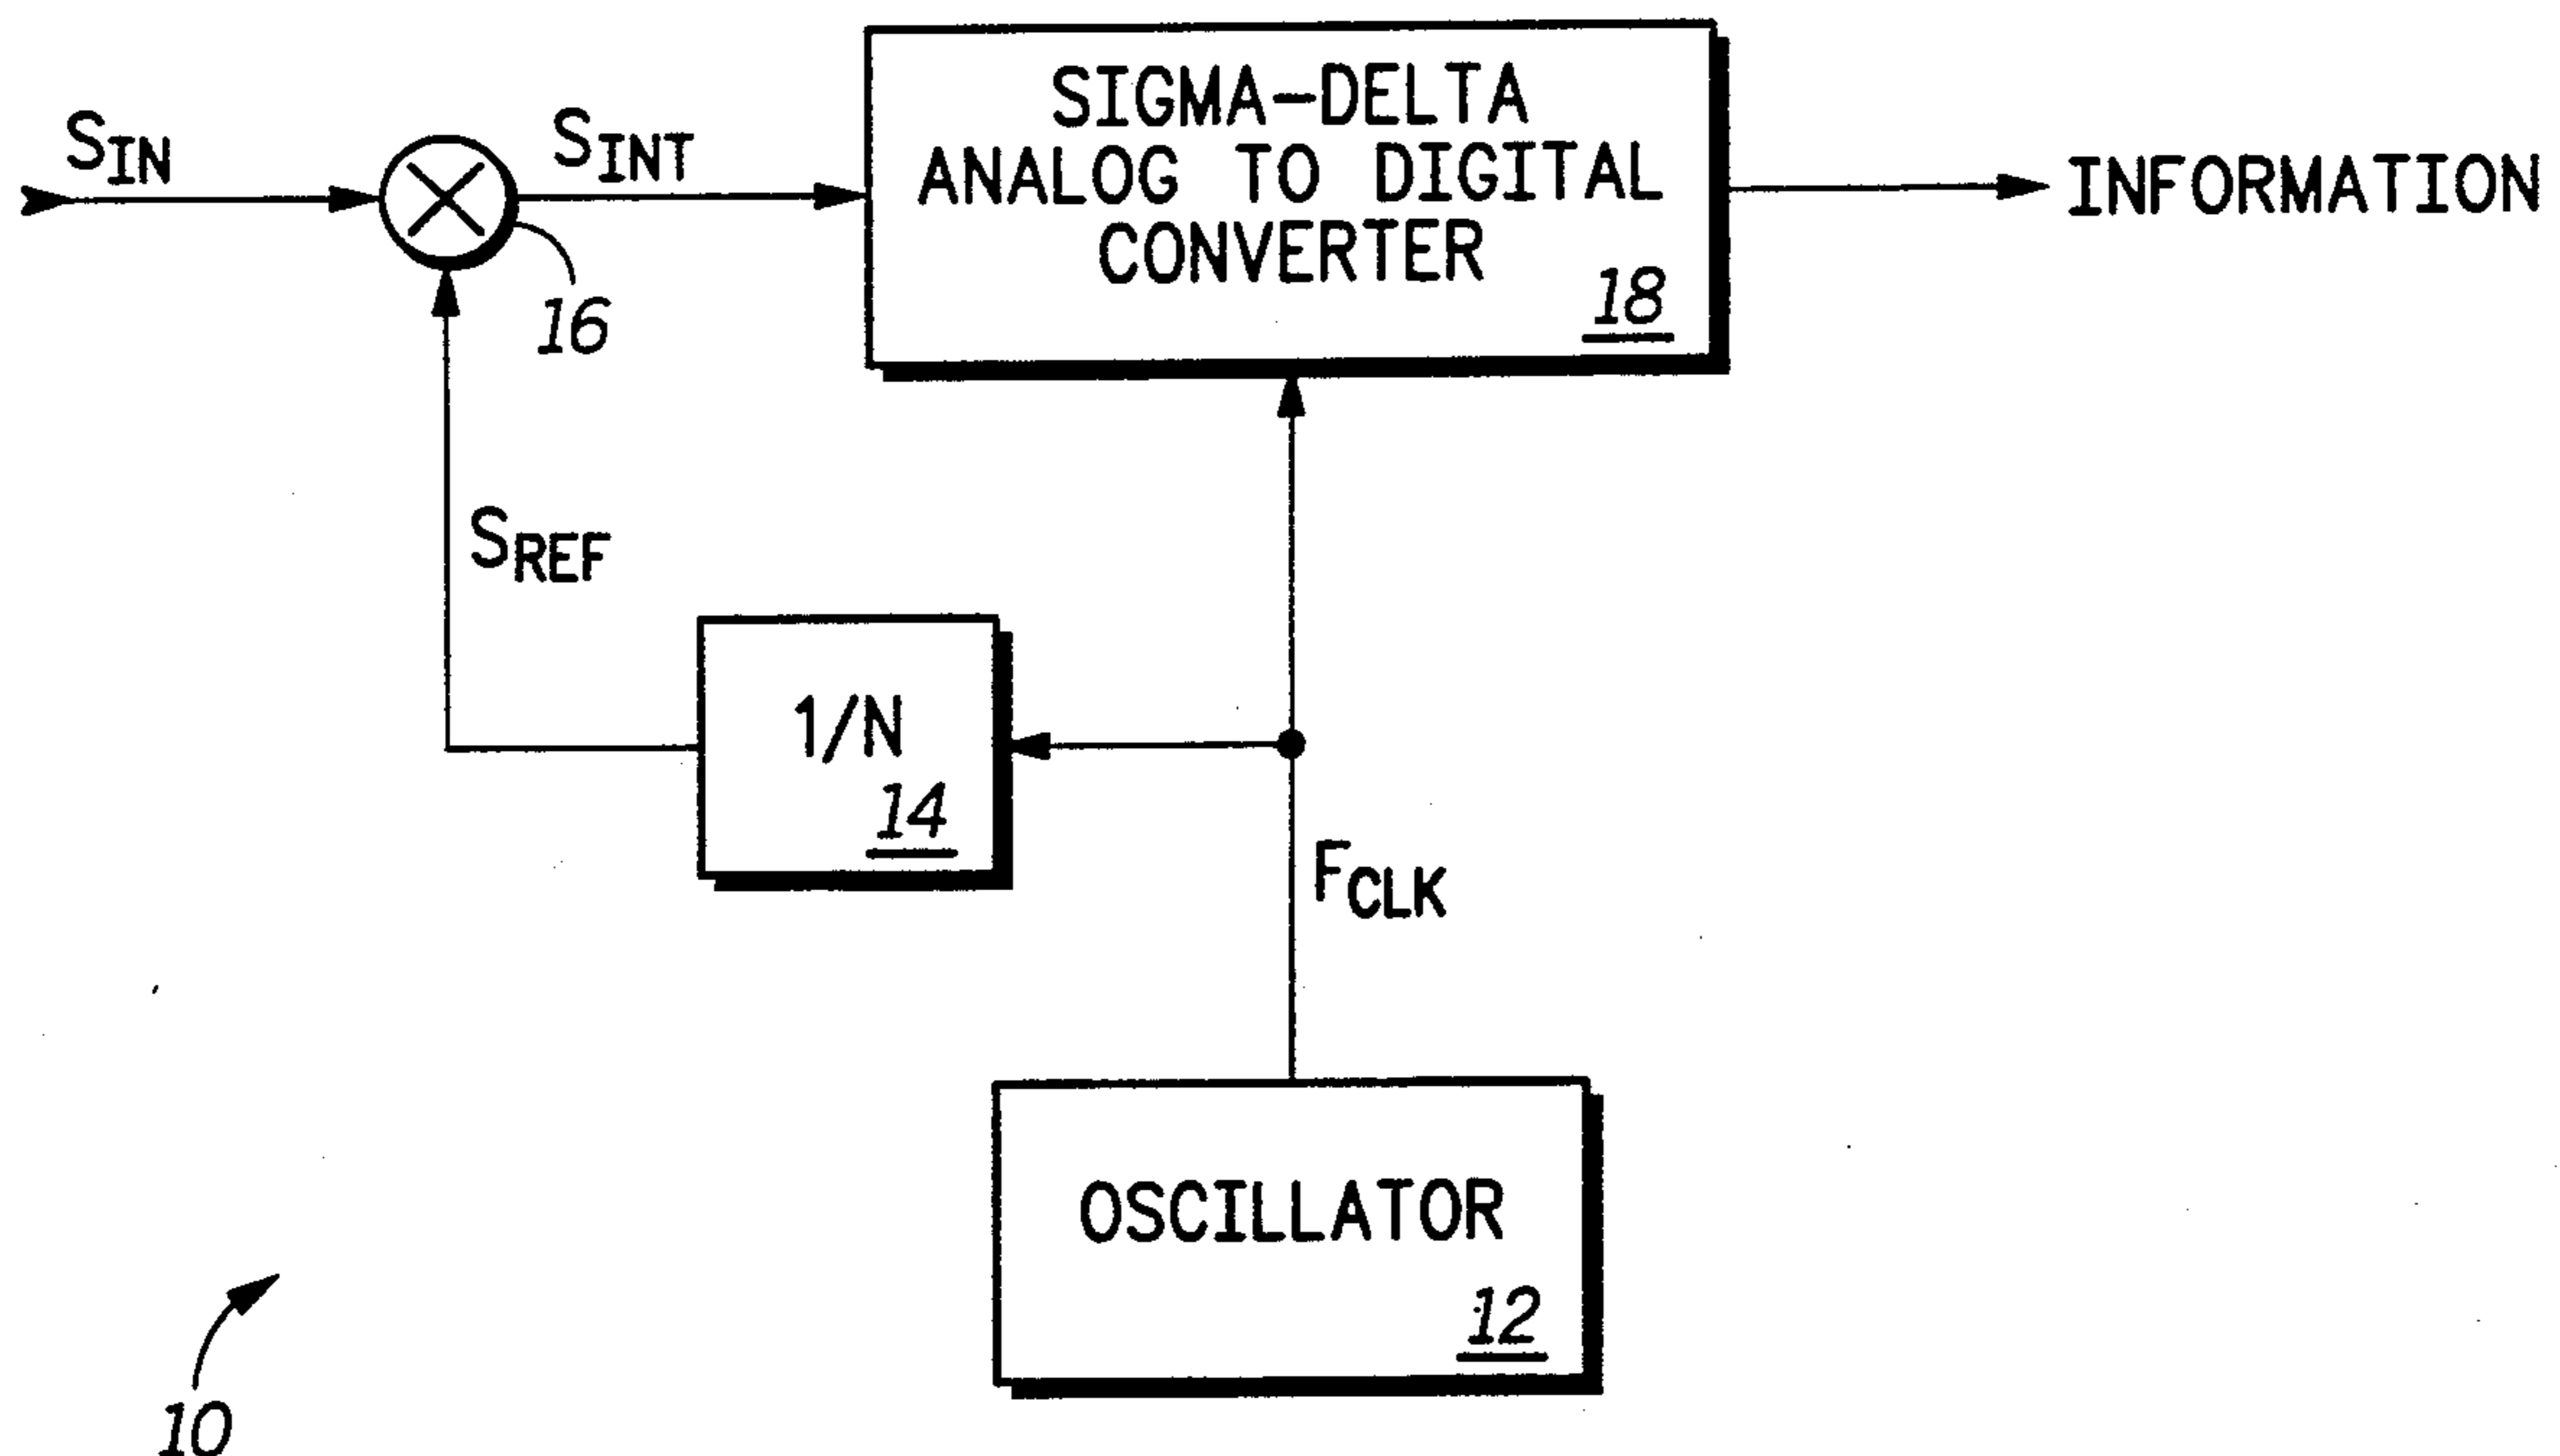 SIGMA-DELTA
ANALOG TO DIGITAL
CONVERTER
18
SIN
SINT
INFORMATION
16
SREF
1/N
14
FCLK
OSCILLATOR
12
10